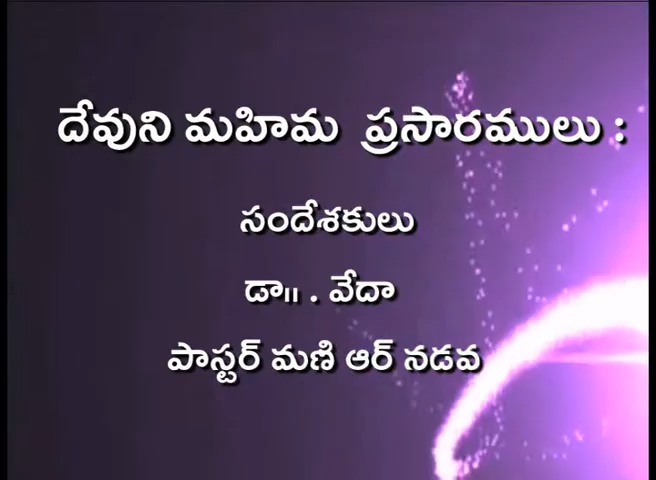 దేవుని మహిమ ప్రసారములు :
సందేశకులు
డా॥ . వేదా
పాస్టర్ మణి ఆర్ నడవ